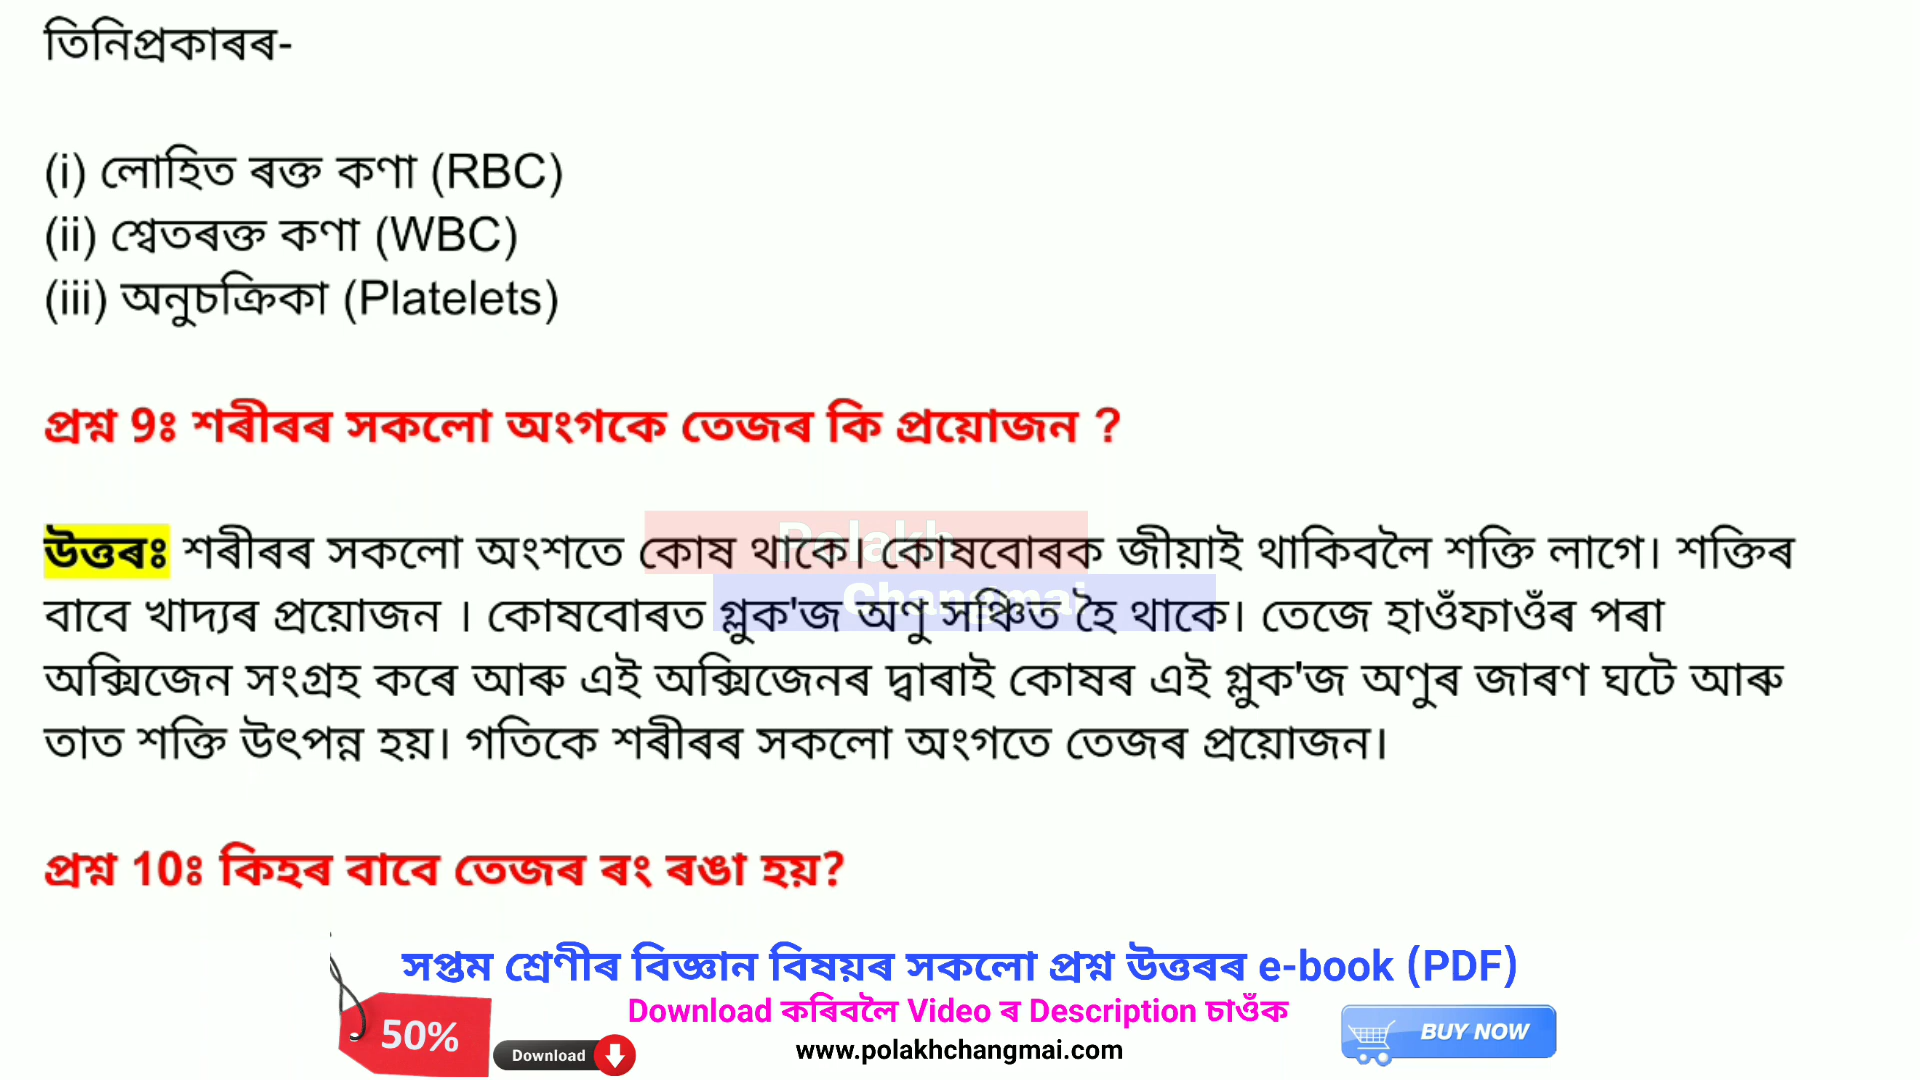 তিনিপ্ৰকাৰৰ-
(i) লোহিত ৰক্ত কণা (RBC)
(ii) শ্বেতৰক্ত কণা (WBC)
(iii) অনুচক্ৰিকা (Platelets)
প্ৰশ্ন 9ঃ শৰীৰৰ সকলো অংগকে তেজৰ কি প্ৰয়োজন ?
উত্তৰঃ শৰীৰৰ সকলো অংশতে কোষ থাকে। কোষবোৰক জীয়াই থাকিবলৈ শক্তি লাগে। শক্তিৰ
বাবে খাদ্যৰ প্ৰয়োজন । কোষবোৰত গ্লুক'জ অণু সঞ্চিত হৈ থাকে। তেজে হাওঁফাওঁৰ পৰা
অক্সিজেন সংগ্ৰহ কৰে আৰু এই অক্সিজেনৰ দ্বাৰাই কোষৰ এই গ্লুক'জ অণুৰ জাৰণ ঘটে আৰু
তাত শক্তি উৎপন্ন হয়। গতিকে শৰীৰৰ সকলো অংগতে তেজৰ প্ৰয়োজন।
Polakh
Changmai
প্ৰশ্ন 10ঃ কিহৰ বাবে তেজৰ ৰং ৰঙা হয়?
সপ্তম শ্ৰেণীৰ বিজ্ঞান বিষয়ৰ সকলো প্ৰশ্ন উত্তৰৰ e-book (PDF)
Download কৰিবলৈ Video ৰ Description চাওঁক
50%
Download
www.polakhchangmai.com
BUY NOW